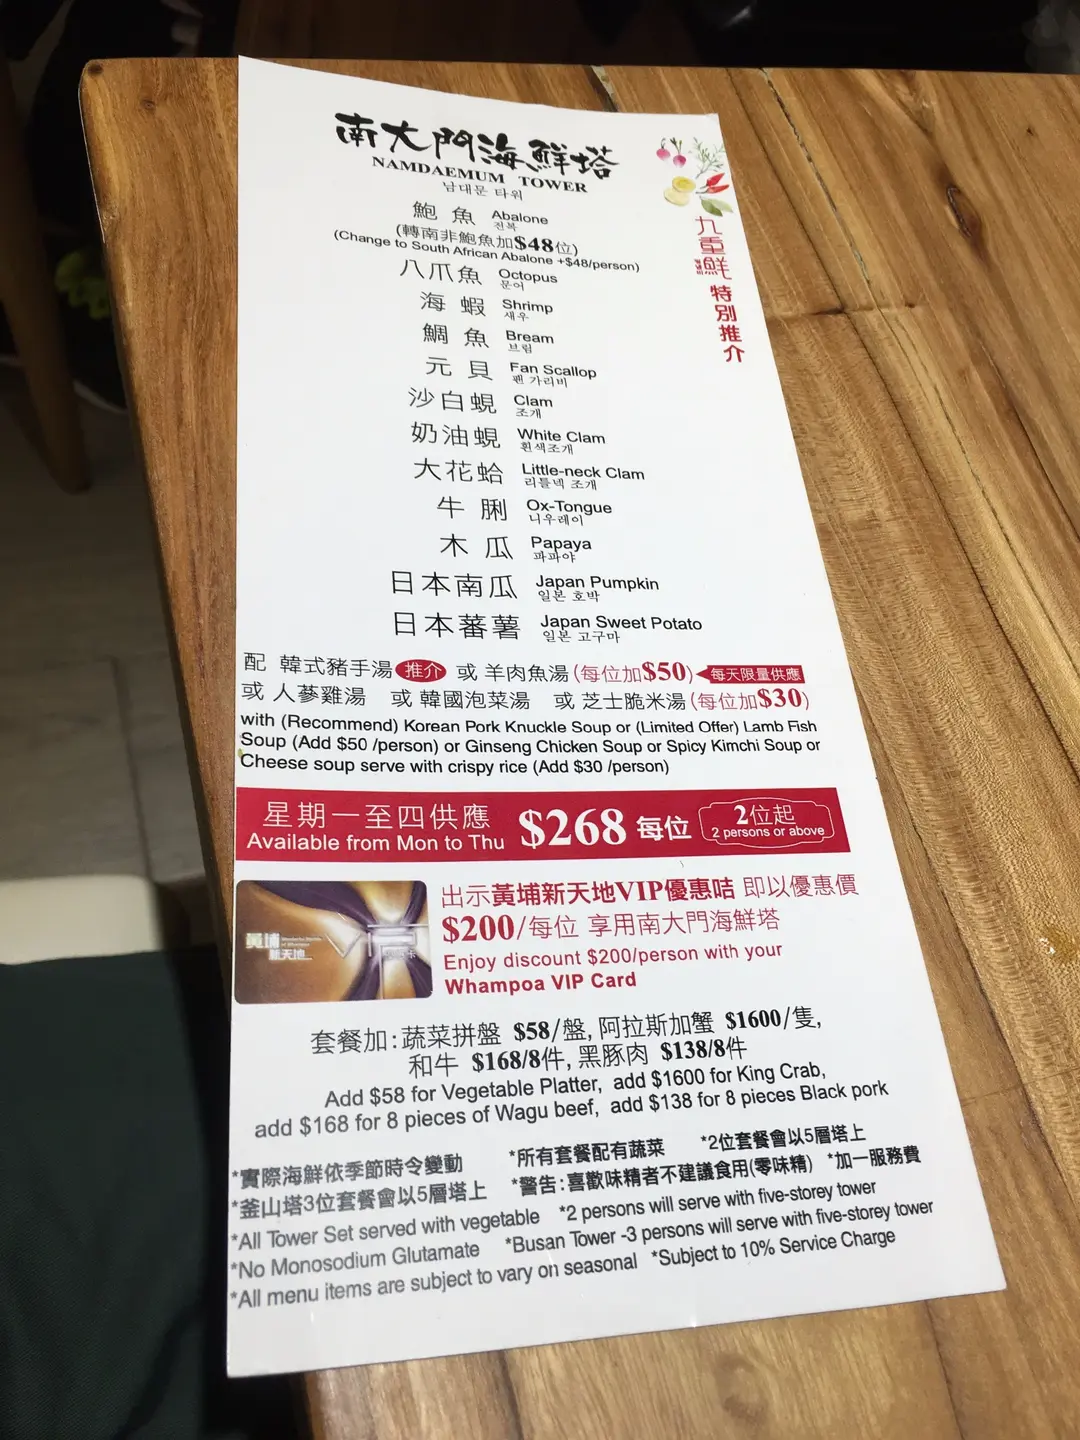 南大門海鮮塔
NAMDAEMUM TOWER
남대문 타워
九重鮮 特別推介
鮑魚 Abalone
전복
(轉南非鮑魚加$48位)
(Change to South African Abalone +$48/person)
八爪魚 Octopus
문어
海蝦 Shrimp
새우
鯛魚 Bream
브림
元貝 Fan Scallop
팬 가리비
沙白蜆 Clam
조개
奶油蜆 White Clam
흰색조개
大花蛤 Little-neck Clam
리틀넥 조개
牛脷 Ox-Tongue
니우레이
木瓜 Papaya
파파야
日本南瓜 Japan Pumpkin
일본 호박
日本蕃薯 Japan Sweet Potato
일본 고구마
配 韓式豬手湯 推介 或 羊肉魚湯 (每位加$50) 每天限量供應
或 人蔘雞湯 或 韓國泡菜湯 或 芝士脆米湯 (每位加$30)
with (Recommend) Korean Pork Knuckle Soup or (Limited Offer) Lamb Fish
Soup (Add $50 /person) or Ginseng Chicken Soup or Spicy Kimchi Soup or
Cheese soup serve with crispy rice (Add $30 /person)
星期一至四供應 $268 每位 2位起
Available from Mon to Thu 2 persons or above
黃埔
新天地
出示黃埔新天地VIP優惠咭 即以優惠價
$200/每位 享用南大門海鮮塔
Enjoy discount $200/person with your
Whampoa VIP Card
套餐加:蔬菜拼盤 $58/盤, 阿拉斯加蟹 $1600/隻,
和牛 $168/8件, 黑豚肉 $138/8件
Add $58 for Vegetable Platter, add $1600 for King Crab,
add $168 for 8 pieces of Wagu beef, add $138 for 8 pieces Black pork
*實際海鮮依季節時令變動 *所有套餐配有蔬菜 *2位套餐會以5層塔上
*釜山塔3位套餐會以5層塔上 *警告:喜歡味精者不建議食用(零味精) *加一服務費
*All Tower Set served with vegetable *2 persons will serve with five-storey tower
*No Monosodium Glutamate *Busan Tower -3 persons will serve with five-storey tower
*All menu items are subject to vary on seasonal *Subject to 10% Service Charge